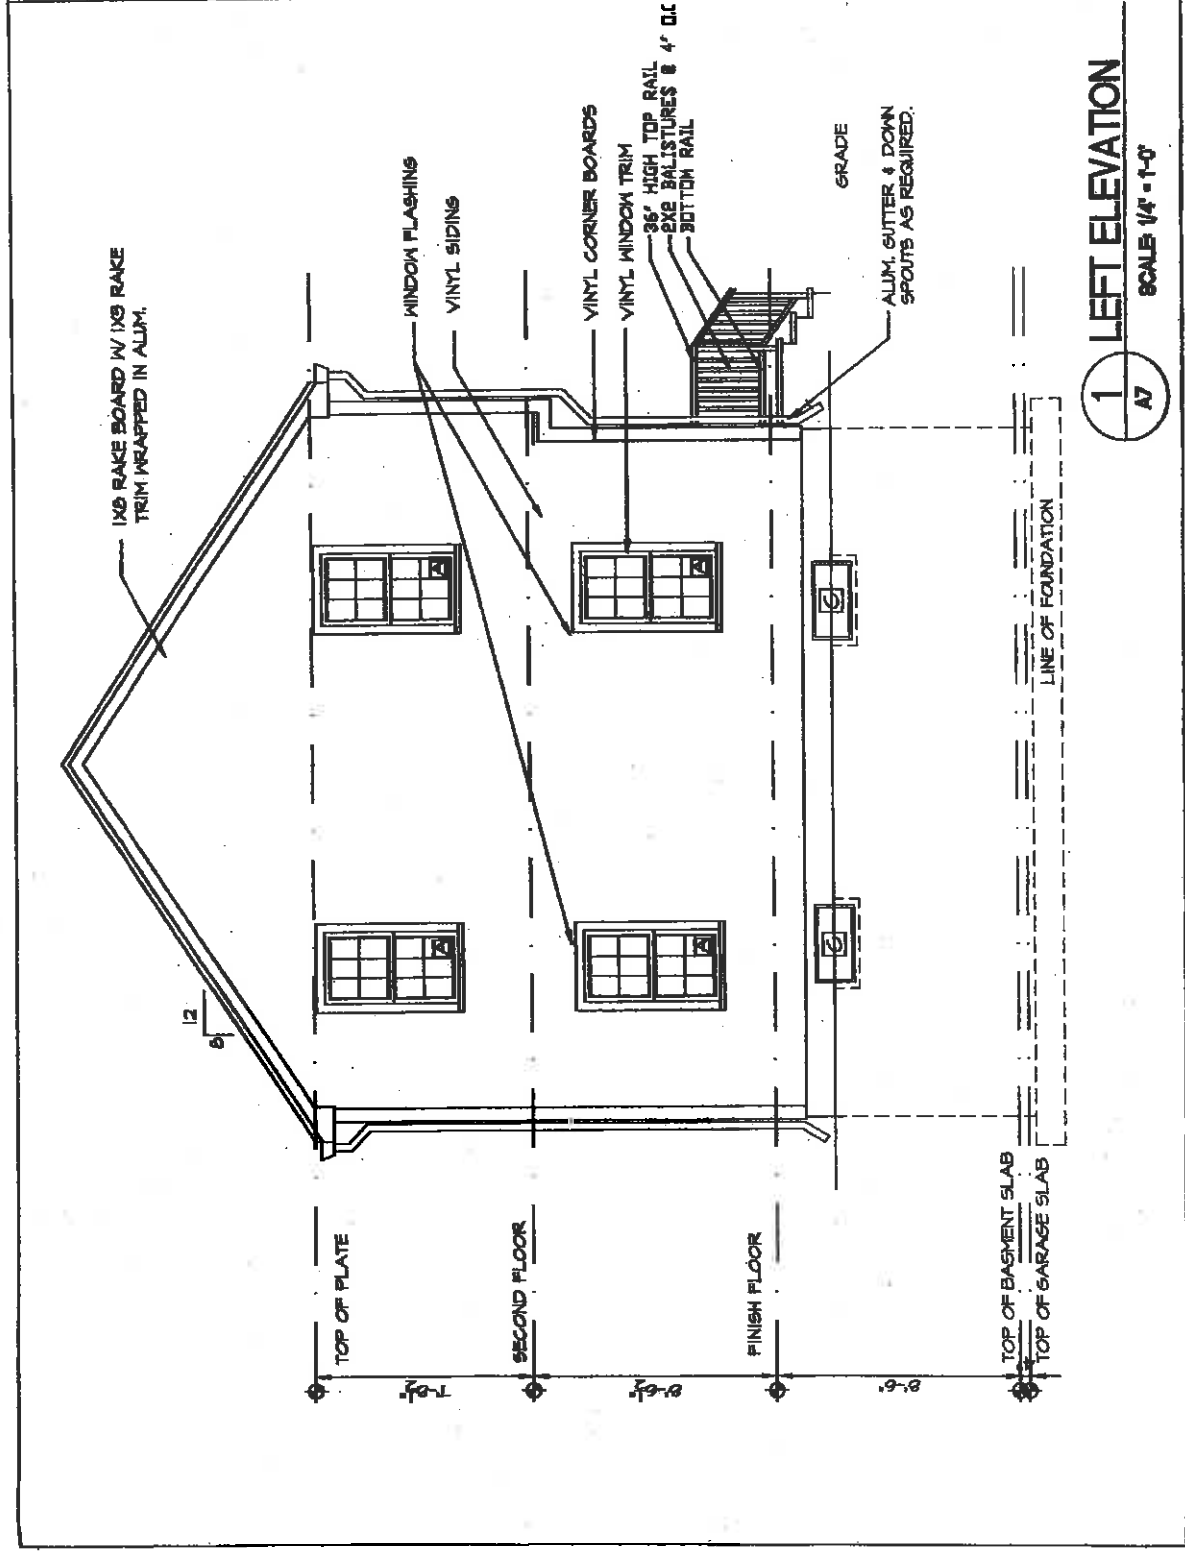 1X8 RAKE BOARD W/ 1X3 RAKE
TRIM WRAPPED IN ALUM.
12
8
WINDOW FLASHING
VINYL SIDING
VINYL CORNER BOARDS
VINYL WINDOW TRIM
36" HIGH TOP RAIL
2X2 BALISTURES @ 4" O.C
BOTTOM RAIL
GRADE
ALUM. GUTTER & DOWN
SPOUTS AS REQUIRED.
A
A
A
A
C
C
TOP OF PLATE
SECOND FLOOR
FINISH FLOOR
TOP OF BASMENT SLAB
TOP OF GARAGE SLAB
8'-6"
LINE OF FOUNDATION
1
A7
LEFT ELEVATION
SCALE: 1/4" = 1'-0"